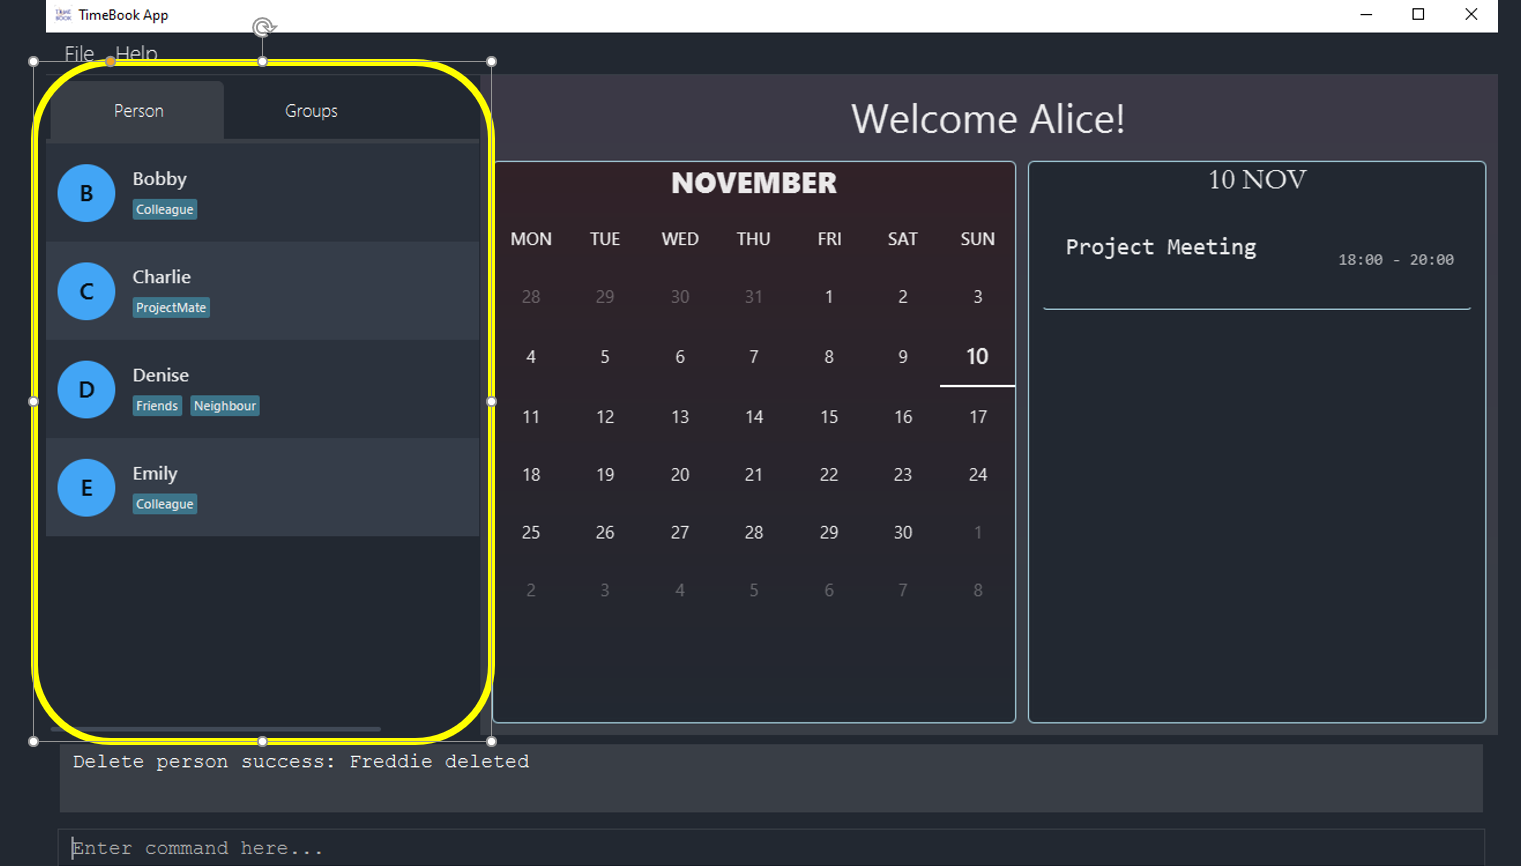 TimeBook App
File Help
Person Groups
Welcome Alice!
B Bobby
Colleague
C Charlie
ProjectMate
D Denise
Friends Neighbour
E Emily
Colleague
NOVEMBER
MON TUE WED THU FRI SAT SUN
28 29 30 31 1 2 3
4 5 6 7 8 9 10
11 12 13 14 15 16 17
18 19 20 21 22 23 24
25 26 27 28 29 30 1
2 3 4 5 6 7 8
10 NOV
Project Meeting
18:00 - 20:00
Delete person success: Freddie deleted
Enter command here...